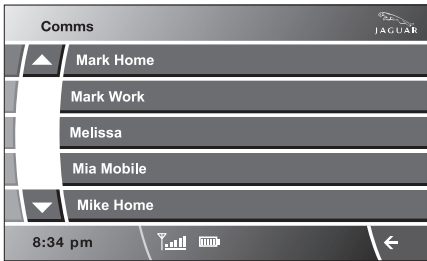 Comms
JAGUAR
Mark Home
Mark Work
Melissa
Mia Mobile
Mike Home
8:34 pm